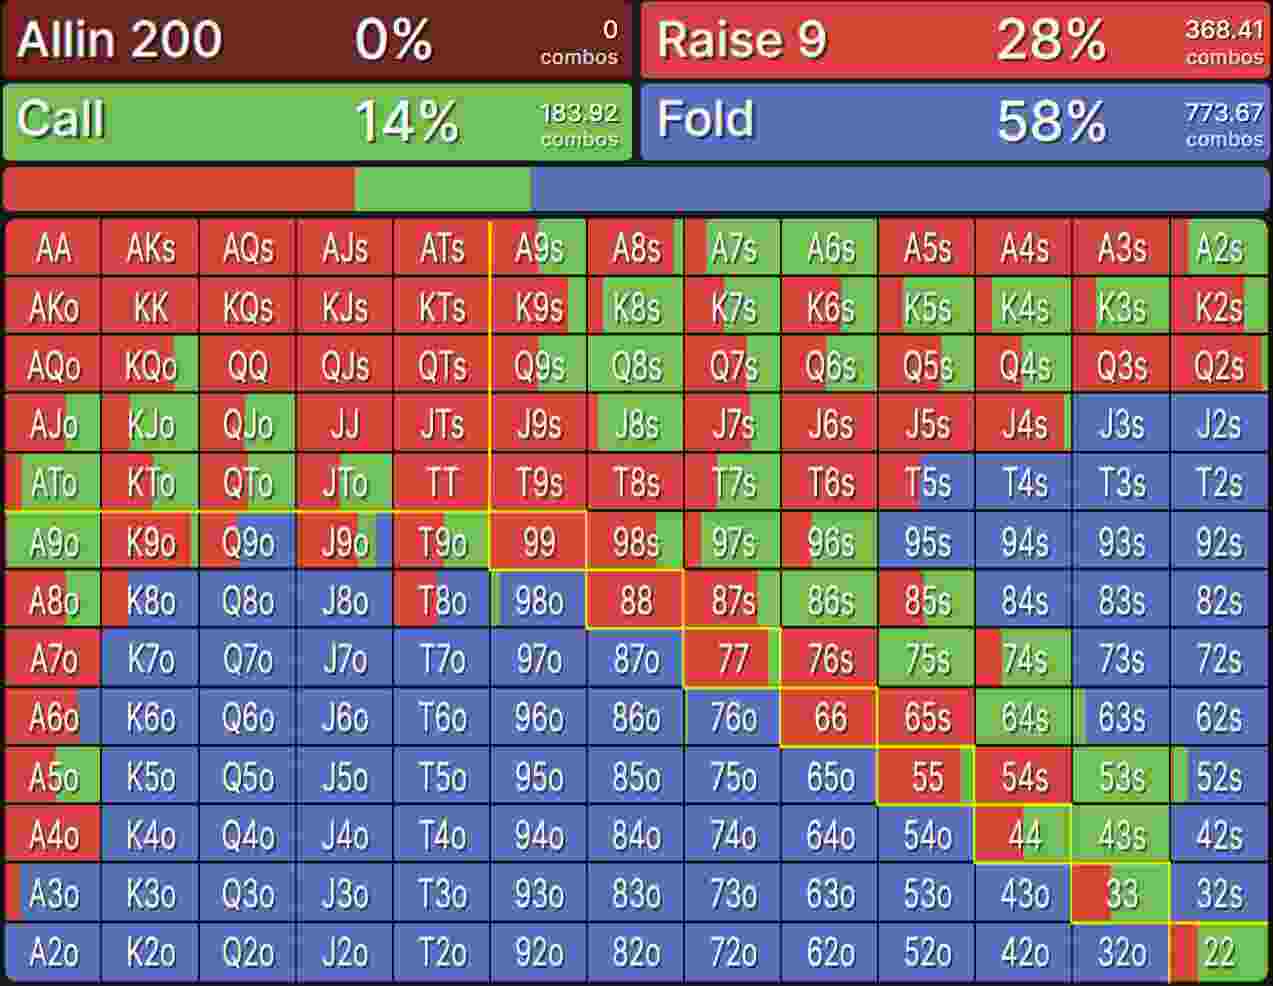 Allin 200 0% 0 combos Raise 9 28% 368.41 combos
Call 14% 183.92 combos Fold 58% 773.67 combos
AA AKs AQs AJs ATs A9s A8s A7s A6s A5s A4s A3s A2s
AKo KK KQs KJs KTs K9s K8s K7s K6s K5s K4s K3s K2s
AQo KQo QQ QJs QTs Q9s Q8s Q7s Q6s Q5s Q4s Q3s Q2s
AJo KJo QJo JJ JTs J9s J8s J7s J6s J5s J4s J3s J2s
ATo KTo QTo JTo TT T9s T8s T7s T6s T5s T4s T3s T2s
A9o K9o Q9o J9o T9o 99 98s 97s 96s 95s 94s 93s 92s
A8o K8o Q8o J8o T8o 98o 88 87s 86s 85s 84s 83s 82s
A7o K7o Q7o J7o T7o 97o 87o 77 76s 75s 74s 73s 72s
A6o K6o Q6o J6o T6o 96o 86o 76o 66 65s 64s 63s 62s
A5o K5o Q5o J5o T5o 95o 85o 75o 65o 55 54s 53s 52s
A4o K4o Q4o J4o T4o 94o 84o 74o 64o 54o 44 43s 42s
A3o K3o Q3o J3o T3o 93o 83o 73o 63o 53o 43o 33 32s
A2o K2o Q2o J2o T2o 92o 82o 72o 62o 52o 42o 32o 22